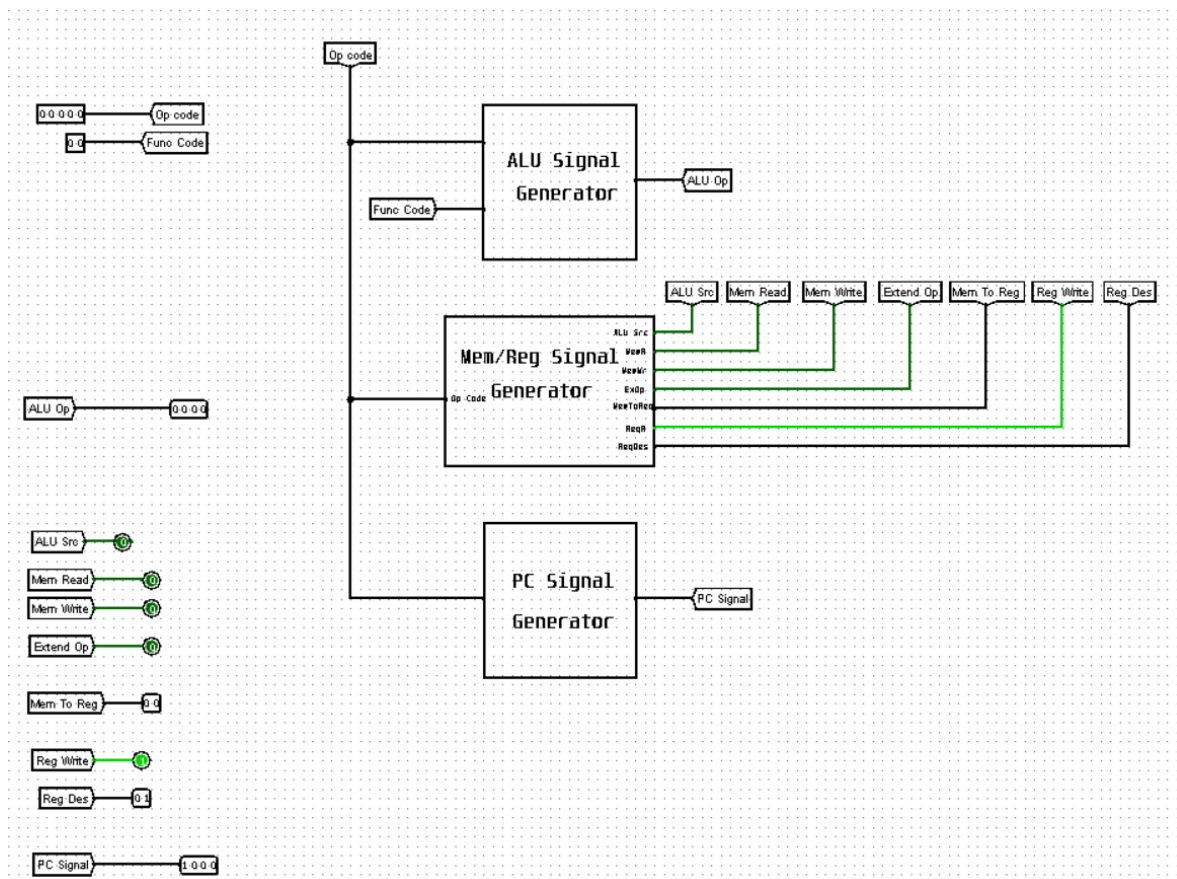 Op code
0 0 0 0 0
Op code
0 0
Func Code
ALU Signal
Generator
ALU Op
Func Code
ALU Src
Mem Read
Mem Write
Extend Op
Mem To Reg
Reg Write
Reg Des
ALU Src
MemR
MemWr
ExOp
MemToReg
RegR
RegDes
Mem/Reg Signal
Generator
Op Code
ALU Op
0 0 0 0
ALU Src
0
Mem Read
0
Mem Write
0
Extend Op
0
Mem To Reg
0 0
Reg Write
1
Reg Des
0 1
PC Signal
1 0 0 0
PC Signal
Generator
PC Signal